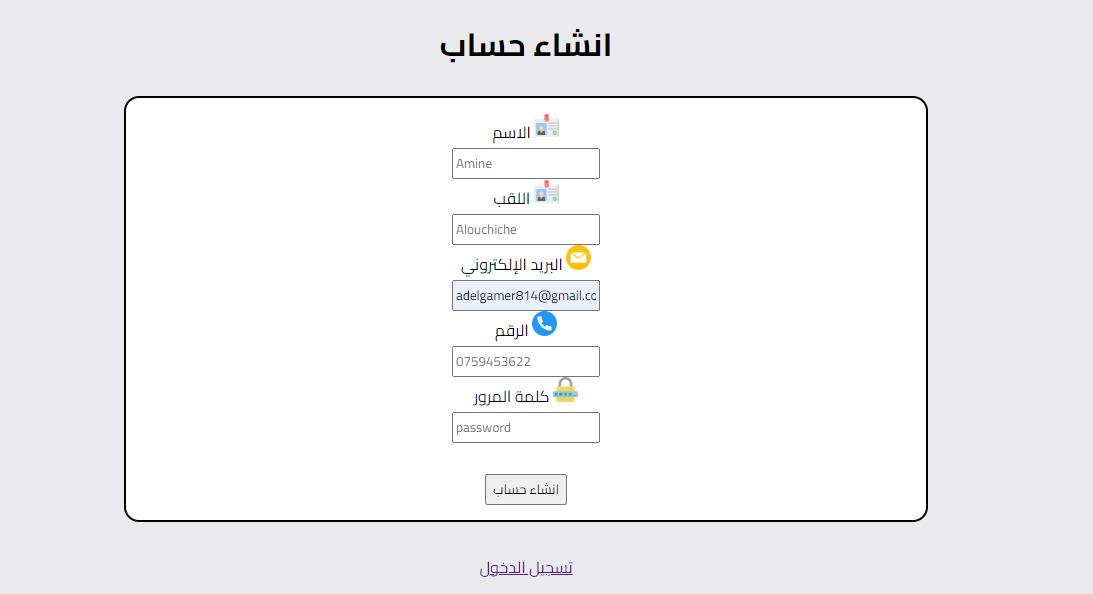 انشاء حساب
الاسم
Amine
اللقب
Alouchiche
البريد الإلكتروني
adelgamer814@gmail.cc
الرقم
0759453622
كلمة المرور
password
انشاء حساب
تسجيل الدخول